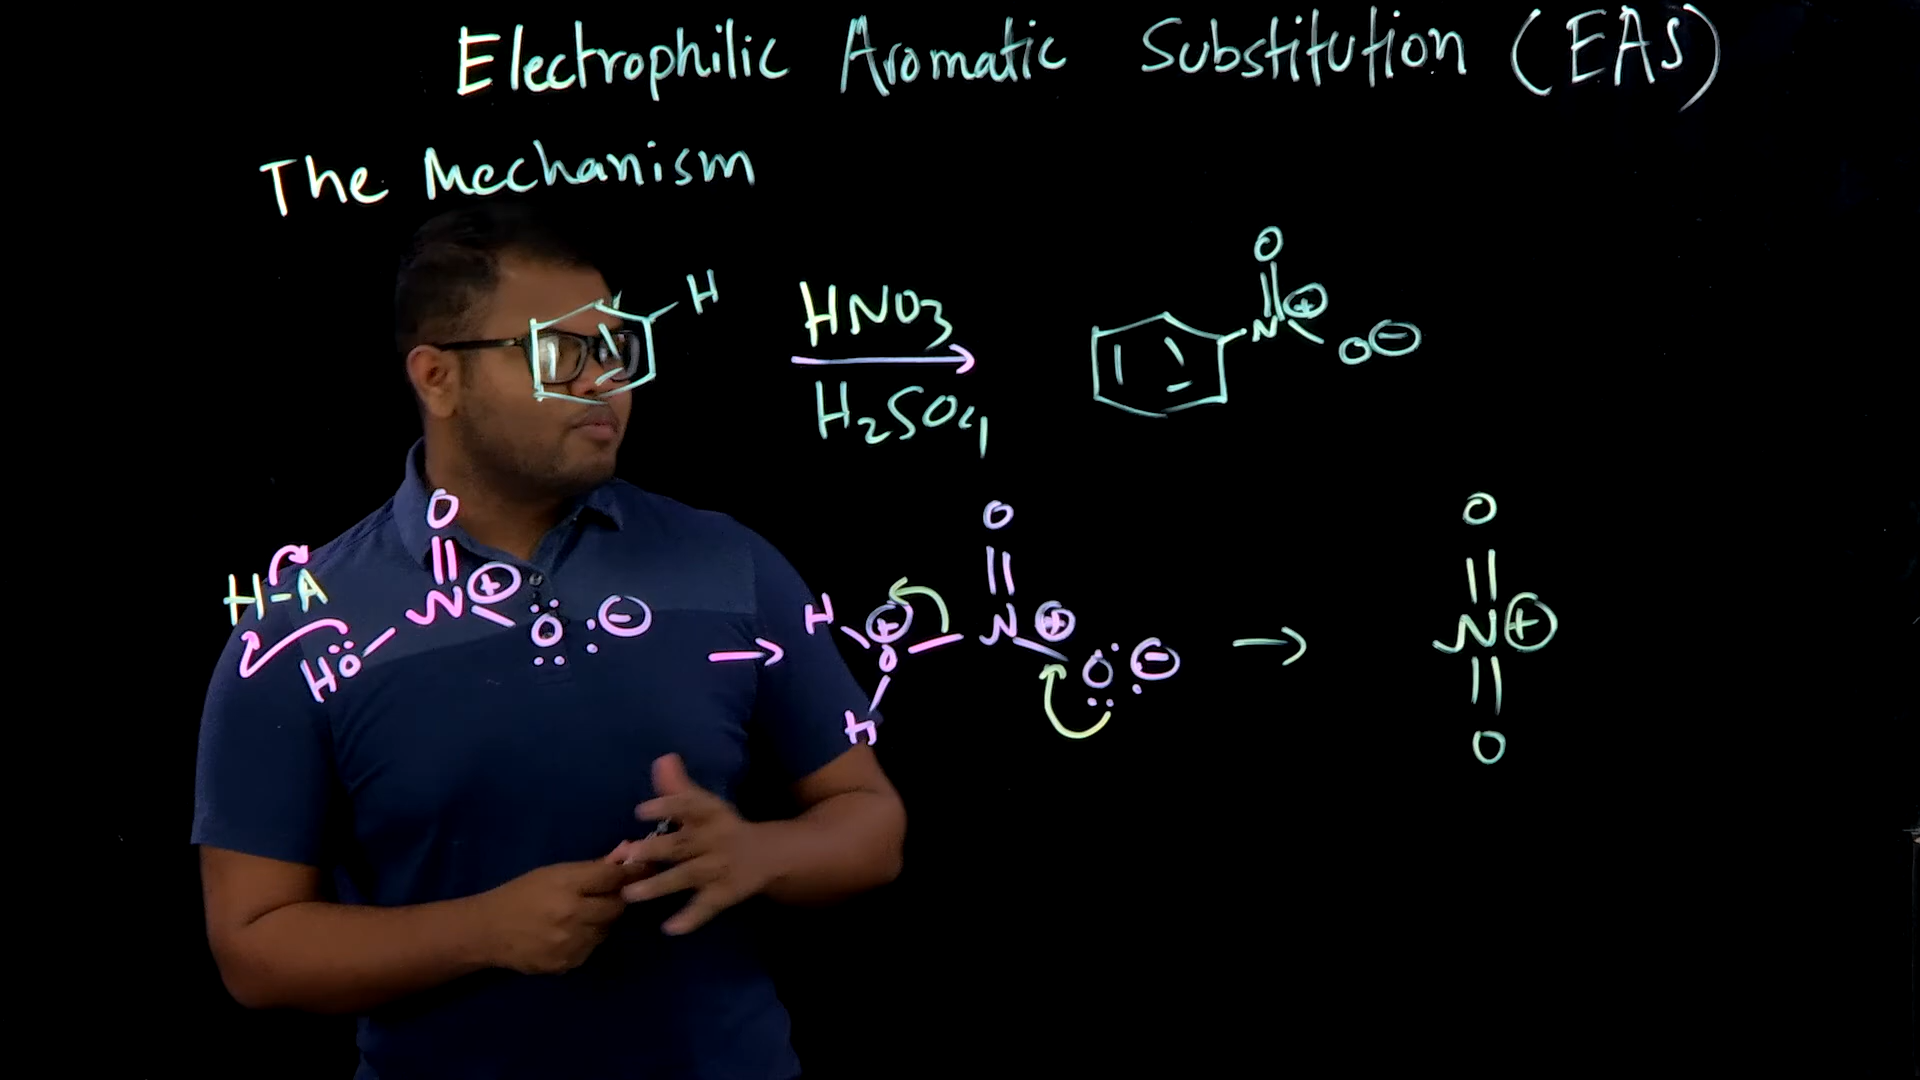 Electrophilic Aromatic Substitution (EAS)
The Mechanism
H
HNO3
H2SO4
O
N ⊕
O ⊖
H-A
HO
O
N ⊕
O ⊖
H
⊕
O
H
O
N ⊕
O ⊖
O
N ⊕
O